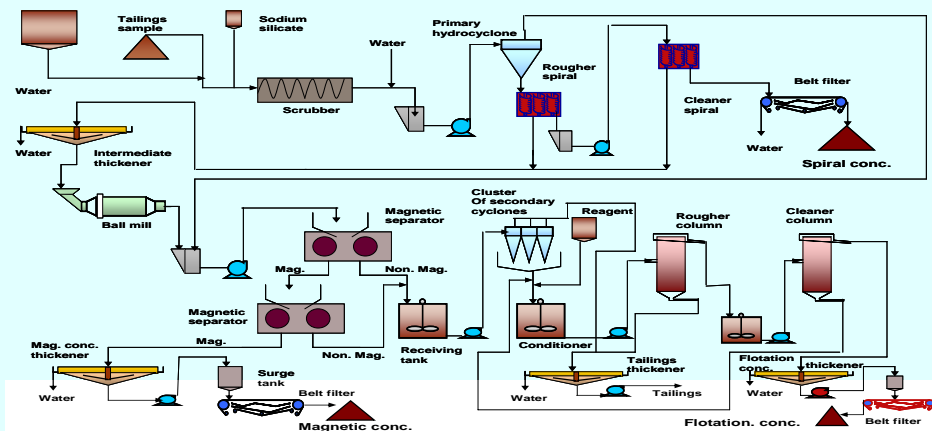 Tailings
sample
Sodium
silicate
Water
Water
Scrubber
Primary
hydrocyclone
Rougher
spiral
Cleaner
spiral
Belt filter
Water
Spiral conc.
Water
Intermediate
thickener
Ball mill
Magnetic
separator
Mag.
Non. Mag.
Magnetic
separator
Mag.
Non. Mag.
Receiving
tank
Cluster
Of secondary
cyclones
Reagent
Conditioner
Rougher
column
Cleaner
column
Mag. conc.
thickener
Water
Surge
tank
Belt filter
Magnetic conc.
Tailings
thickener
Water
Tailings
Flotation
conc.
thickener
Water
Flotation. conc.
Belt filter